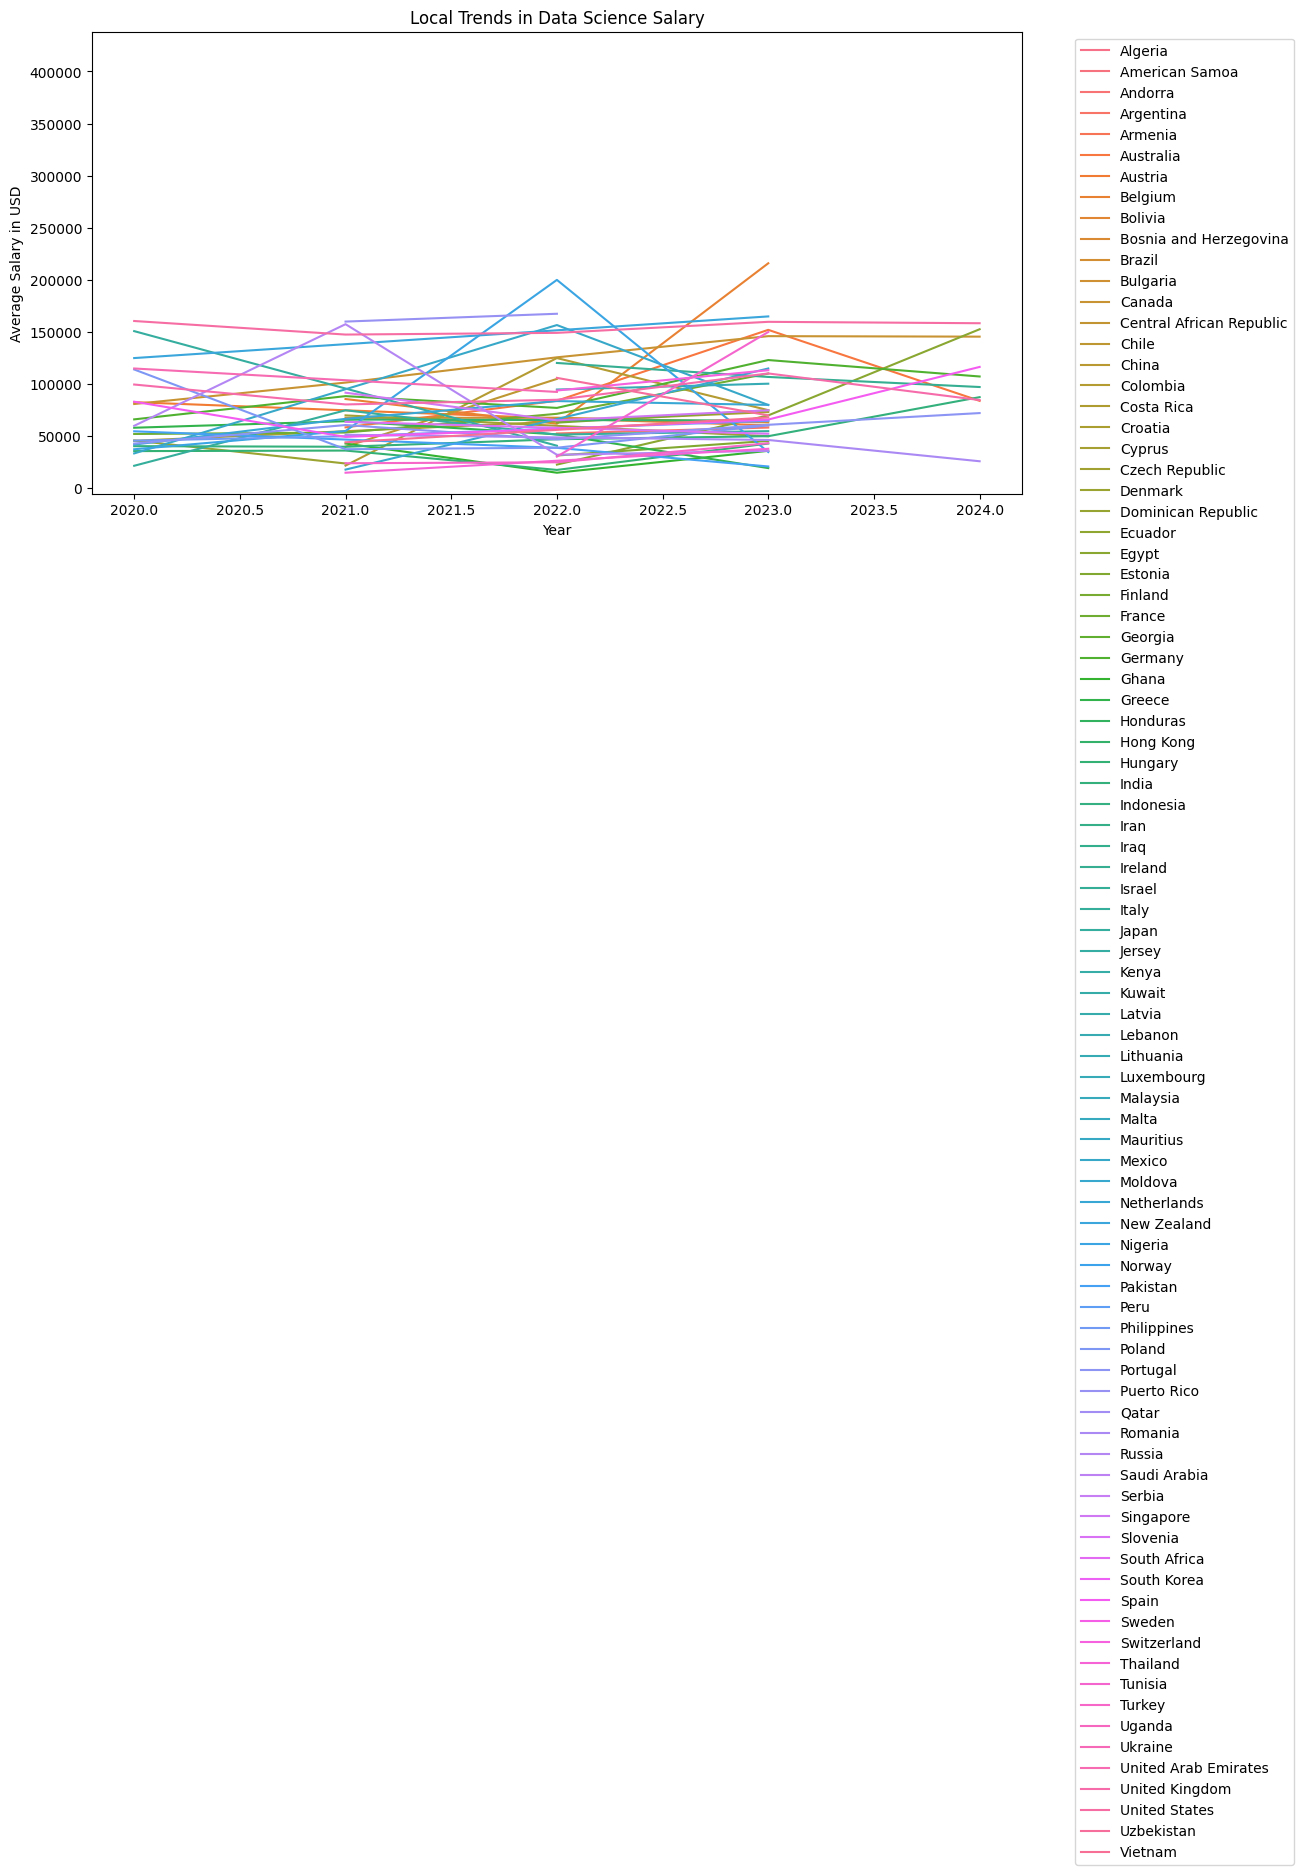 Local Trends in Data Science Salary
Average Salary in USD
400000
350000
300000
250000
200000
150000
100000
50000
0
2020.0
2020.5
2021.0
2021.5
2022.0
2022.5
2023.0
2023.5
2024.0
Year
Algeria
American Samoa
Andorra
Argentina
Armenia
Australia
Austria
Belgium
Bolivia
Bosnia and Herzegovina
Brazil
Bulgaria
Canada
Central African Republic
Chile
China
Colombia
Costa Rica
Croatia
Cyprus
Czech Republic
Denmark
Dominican Republic
Ecuador
Egypt
Estonia
Finland
France
Georgia
Germany
Ghana
Greece
Honduras
Hong Kong
Hungary
India
Indonesia
Iran
Iraq
Ireland
Israel
Italy
Japan
Jersey
Kenya
Kuwait
Latvia
Lebanon
Lithuania
Luxembourg
Malaysia
Malta
Mauritius
Mexico
Moldova
Netherlands
New Zealand
Nigeria
Norway
Pakistan
Peru
Philippines
Poland
Portugal
Puerto Rico
Qatar
Romania
Russia
Saudi Arabia
Serbia
Singapore
Slovenia
South Africa
South Korea
Spain
Sweden
Switzerland
Thailand
Tunisia
Turkey
Uganda
Ukraine
United Arab Emirates
United Kingdom
United States
Uzbekistan
Vietnam